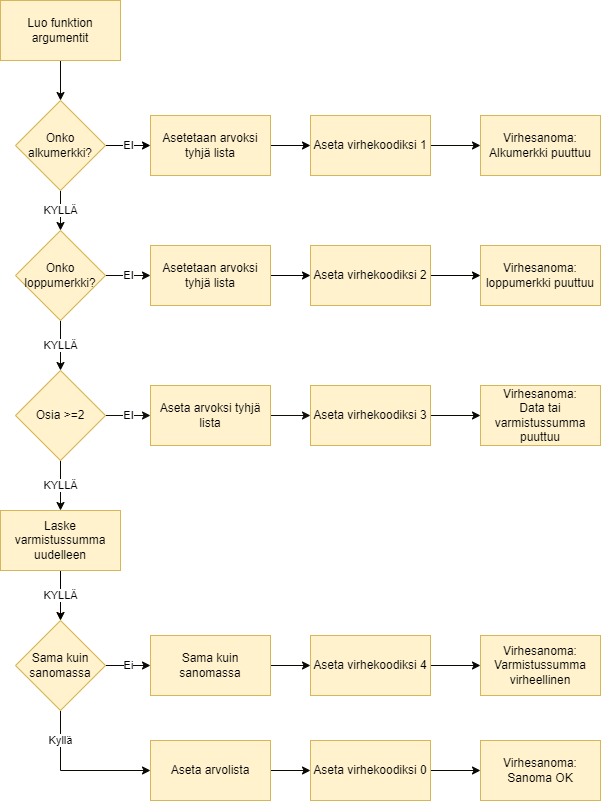 Luo funktion
argumentit
Onko
alkumerkki?
EI
Asetetaan arvoksi
tyhjä lista
Aseta virhekoodiksi 1
Virhesanoma:
Alkumerkki puuttuu
KYLLÄ
Onko
loppumerkki?
EI
Asetetaan arvoksi
tyhjä lista
Aseta virhekoodiksi 2
Virhesanoma:
loppumerkki puuttuu
KYLLÄ
Osia >=2
EI
Aseta arvoksi tyhjä
lista
Aseta virhekoodiksi 3
Virhesanoma:
Data tai
varmistussumma
puuttuu
KYLLÄ
Laske
varmistussumma
uudelleen
KYLLÄ
Sama kuin
sanomassa
Ei
Sama kuin
sanomassa
Aseta virhekoodiksi 4
Virhesanoma:
Varmistussumma
virheellinen
Kyllä
Aseta arvolista
Aseta virhekoodiksi 0
Virhesanoma:
Sanoma OK